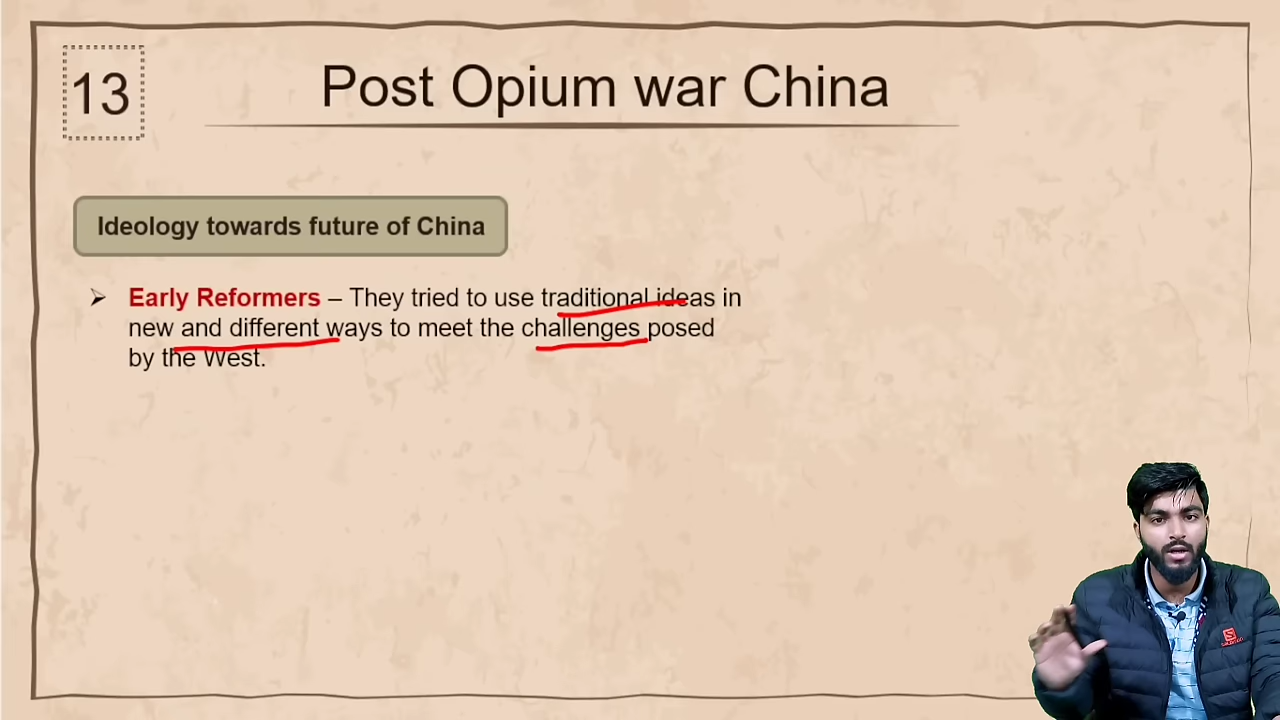 13
Post Opium war China
Ideology towards future of China
➢ Early Reformers – They tried to use traditional ideas in
new and different ways to meet the challenges posed
by the West.